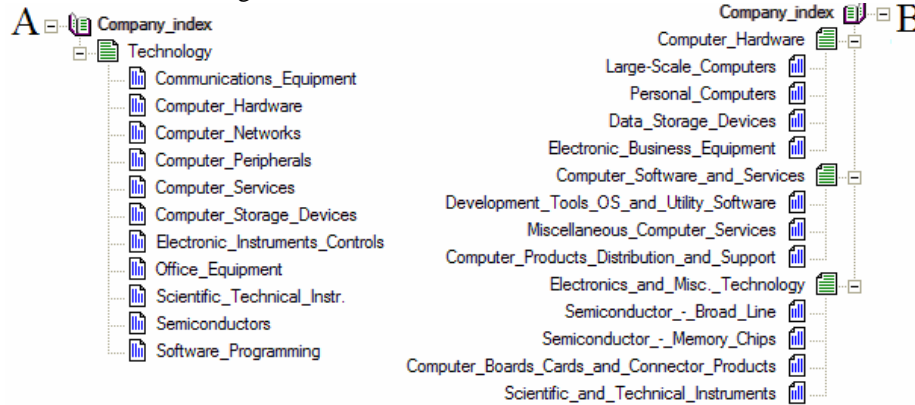 A Company_index
Technology
Communications_Equipment
Computer_Hardware
Computer_Networks
Computer_Peripherals
Computer_Services
Computer_Storage_Devices
Electronic_Instruments_Controls
Office_Equipment
Scientific_Technical_Instr.
Semiconductors
Software_Programming
Company_index B
Computer_Hardware
Large-Scale_Computers
Personal_Computers
Data_Storage_Devices
Electronic_Business_Equipment
Computer_Software_and_Services
Development_Tools_OS_and_Utility_Software
Miscellaneous_Computer_Services
Computer_Products_Distribution_and_Support
Electronics_and_Misc._Technology
Semiconductor_-_Broad_Line
Semiconductor_-_Memory_Chips
Computer_Boards_Cards_and_Connector_Products
Scientific_and_Technical_Instruments